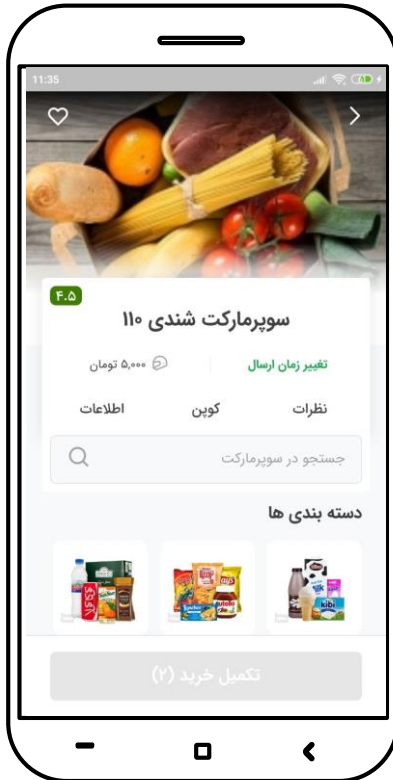 11:35
۴.۵
سوپرمارکت شندی ۱۱۰
تغییر زمان ارسال
۵,۰۰۰ تومان
نظرات کوپن اطلاعات
جستجو در سوپرمارکت
دسته بندی ها
تکمیل خرید (۲)